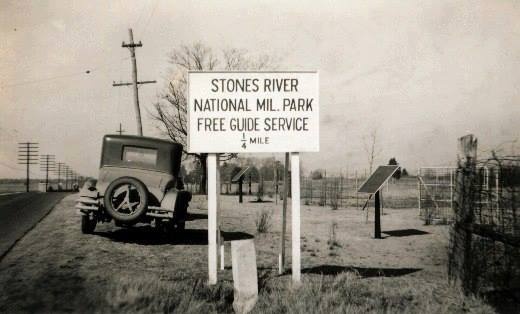 STONES RIVER
NATIONAL MIL. PARK
FREE GUIDE SERVICE
1/4 MILE